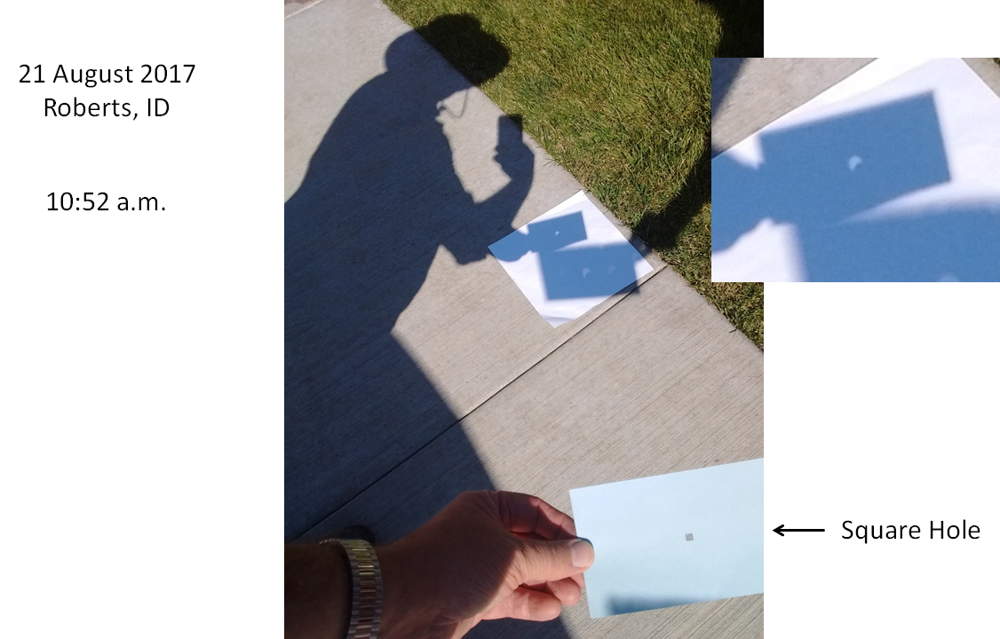 21 August 2017
Roberts, ID
10:52 a.m.
Square Hole